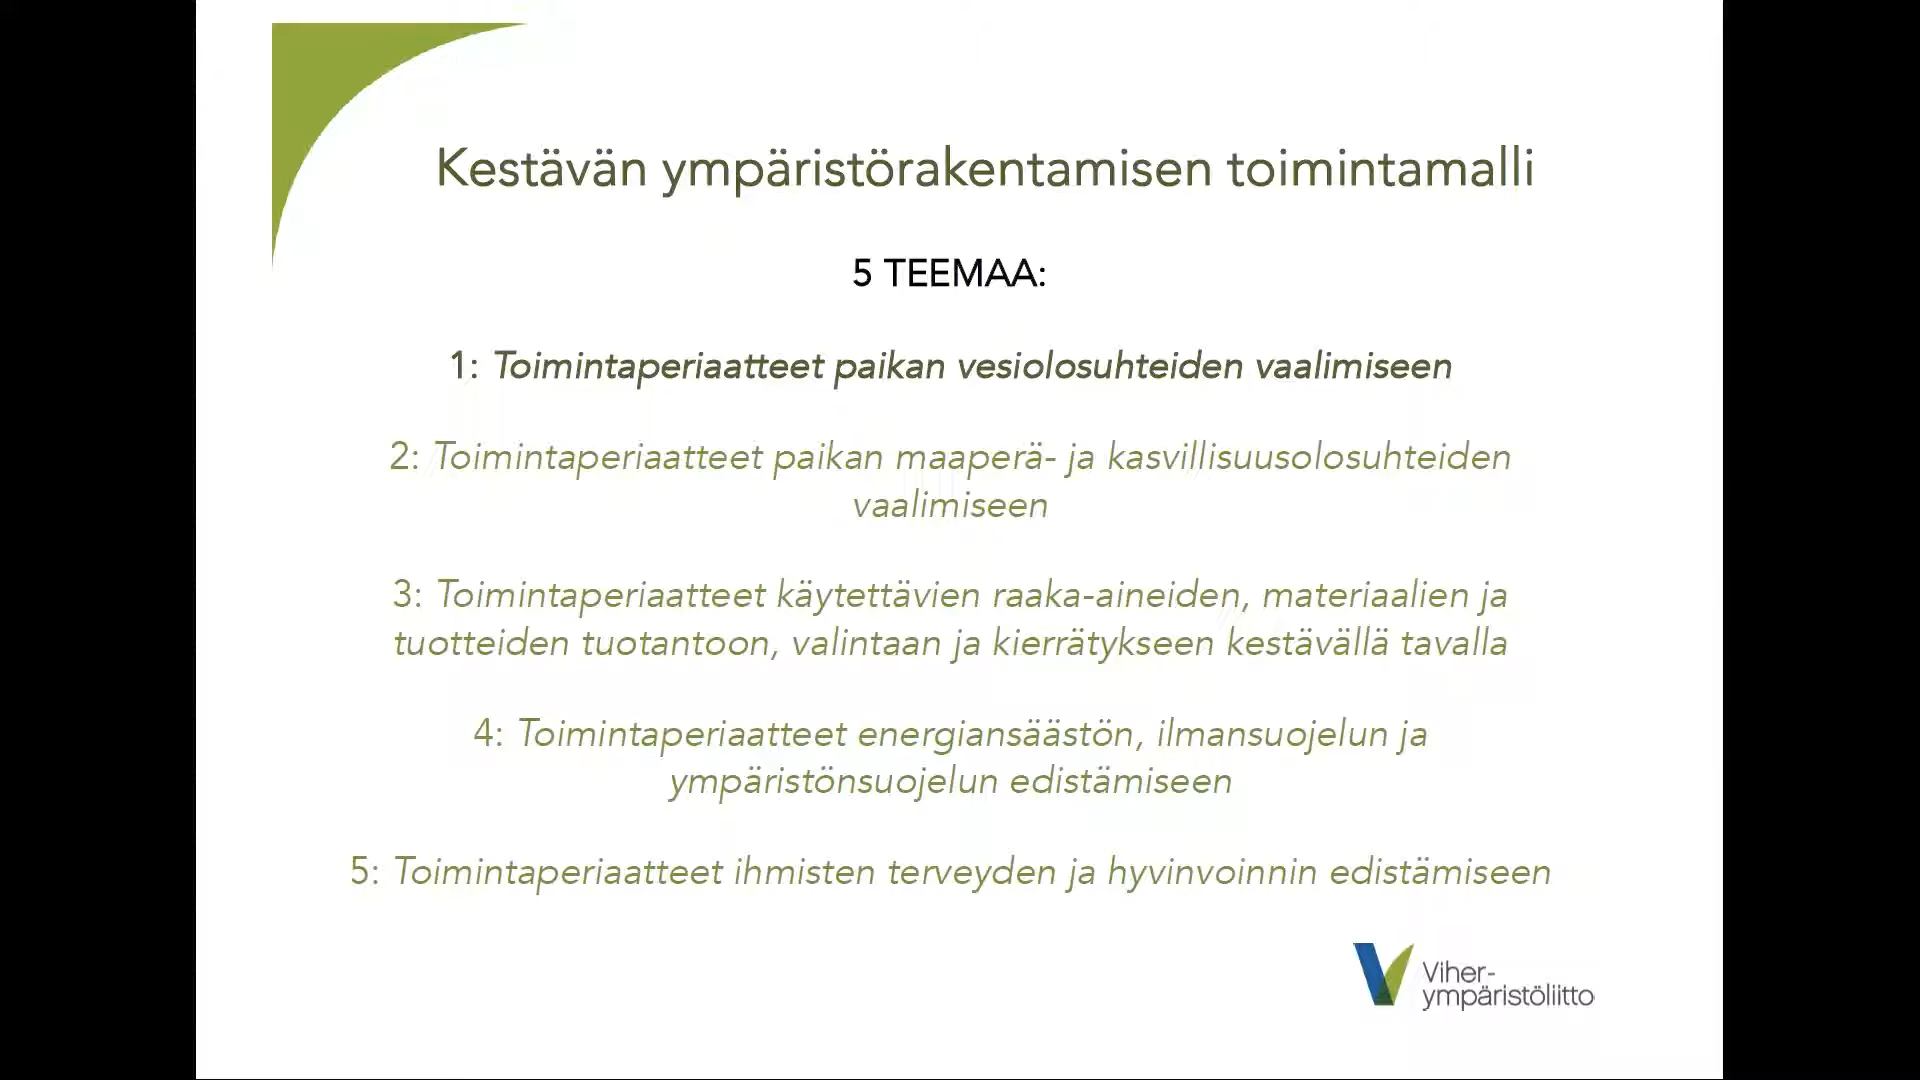 Kestävän ympäristörakentamisen toimintamalli
5 TEEMAA:
1: Toimintaperiaatteet paikan vesiolosuhteiden vaalimiseen
2: Toimintaperiaatteet paikan maaperä- ja kasvillisuusolosuhteiden
vaalimiseen
3: Toimintaperiaatteet käytettävien raaka-aineiden, materiaalien ja
tuotteiden tuotantoon, valintaan ja kierrätykseen kestävällä tavalla
4: Toimintaperiaatteet energiansäästön, ilmansuojelun ja
ympäristönsuojelun edistämiseen
5: Toimintaperiaatteet ihmisten terveyden ja hyvinvoinnin edistämiseen
Viher-
ympäristöliitto